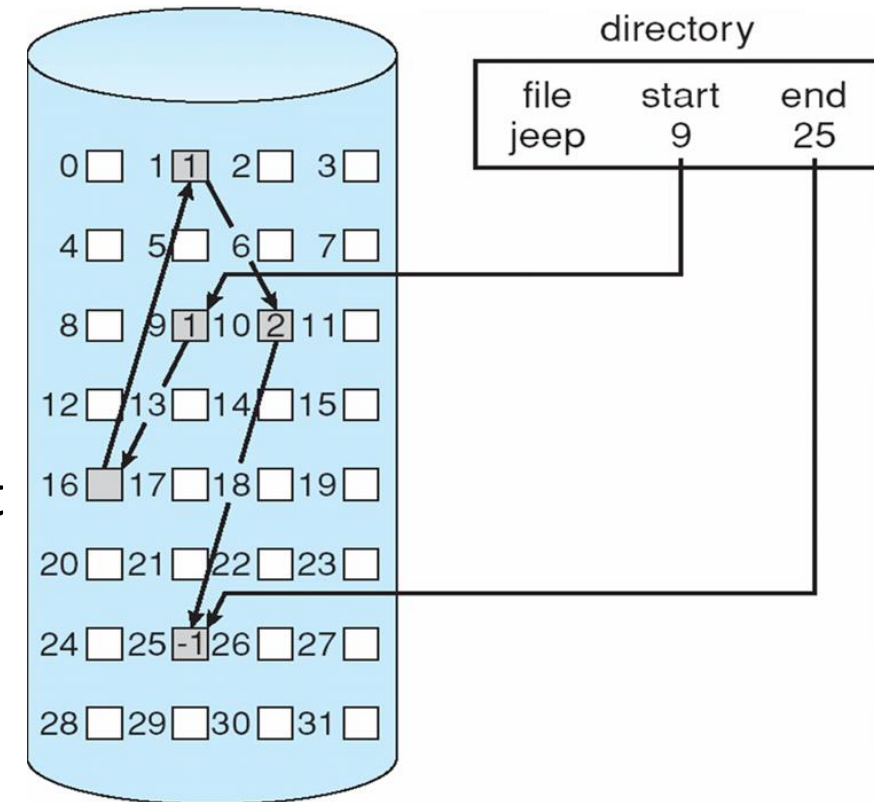 directory
file start end
jeep 9 25
0 1 1 2 3
4 5 6 7
8 9 1 10 2 11
12 13 14 15
16 17 18 19
t
20 21 22 23
24 25 -1 26 27
28 29 30 31